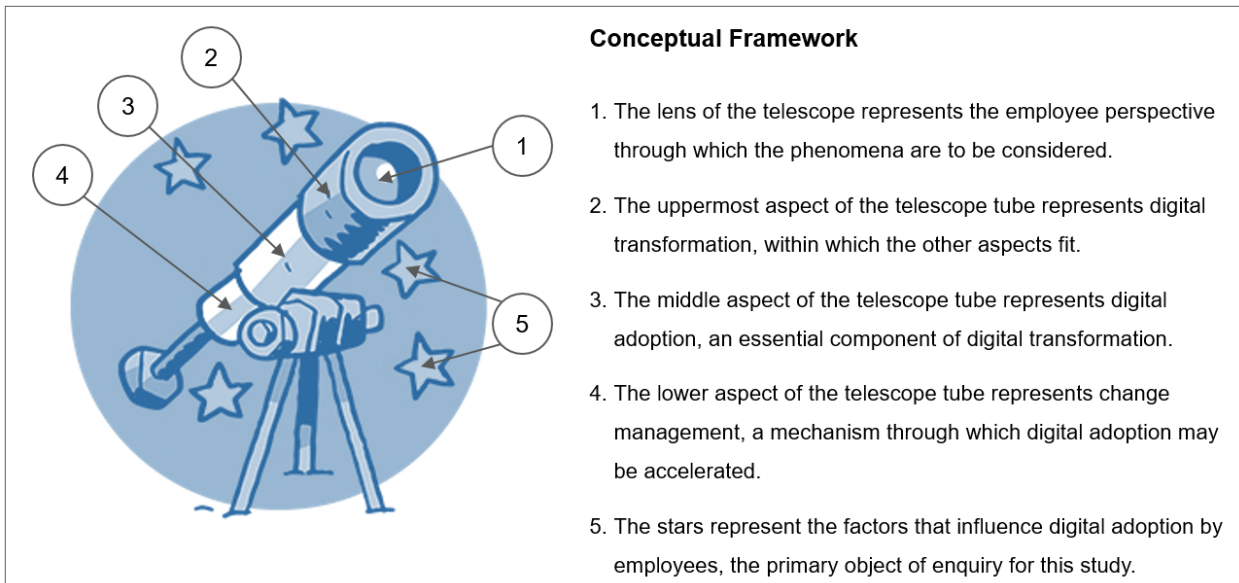 2
3
4
1
5
Conceptual Framework
1. The lens of the telescope represents the employee perspective
through which the phenomena are to be considered.
2. The uppermost aspect of the telescope tube represents digital
transformation, within which the other aspects fit.
3. The middle aspect of the telescope tube represents digital
adoption, an essential component of digital transformation.
4. The lower aspect of the telescope tube represents change
management, a mechanism through which digital adoption may
be accelerated.
5. The stars represent the factors that influence digital adoption by
employees, the primary object of enquiry for this study.